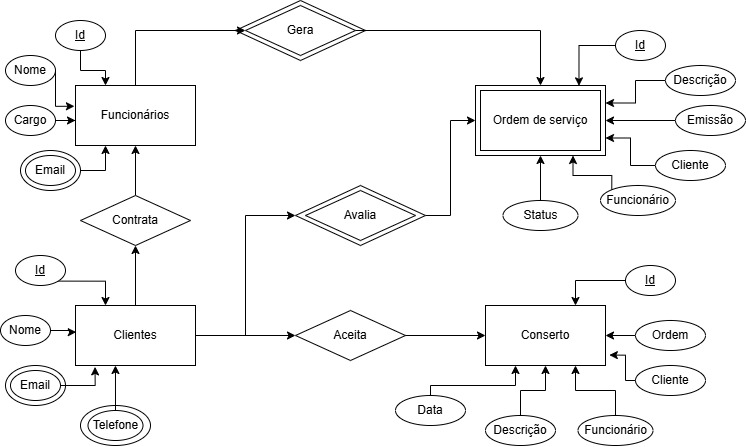 Gera
Id
Id
Nome
Descrição
Funcionários
Cargo
Ordem de serviço
Emissão
Email
Cliente
Funcionário
Contrata
Avalia
Status
Id
Id
Nome
Clientes
Aceita
Conserto
Ordem
Email
Cliente
Data
Telefone
Descrição
Funcionário